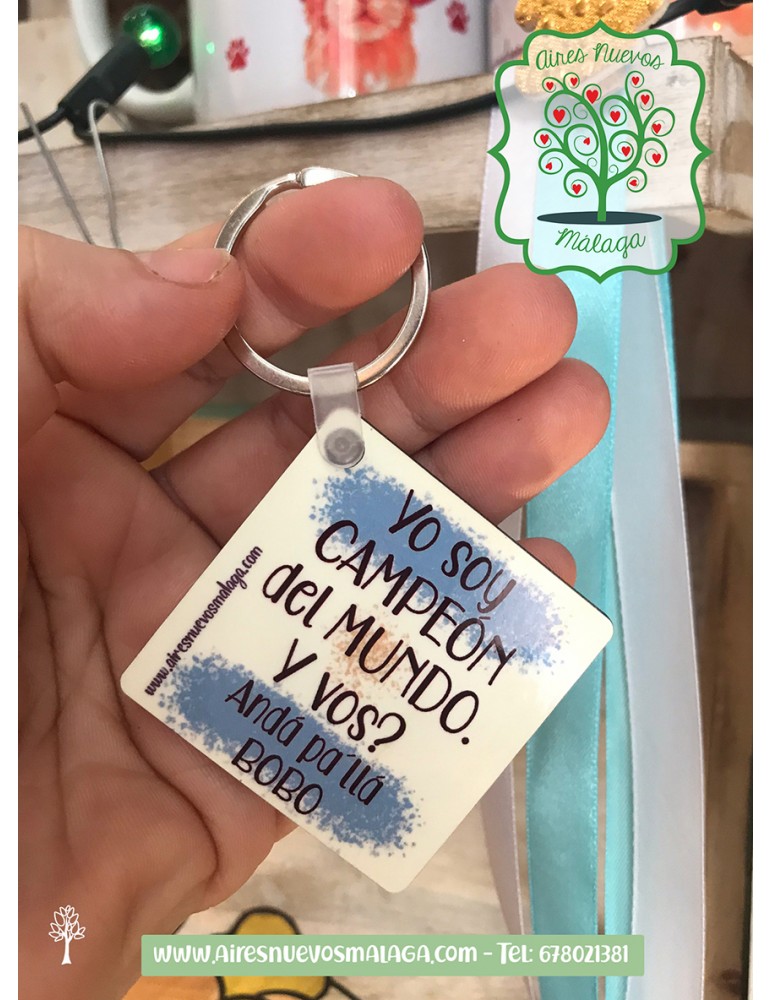 Aires Nuevos
Málaga
Yo soy
CAMPEÓN
del MUNDO.
Y VOS?
Andá pa'llá
BOBO
www.airesnuevosmalaga.com
www.AiresnuevosMALAGA.com - Tel: 678021381